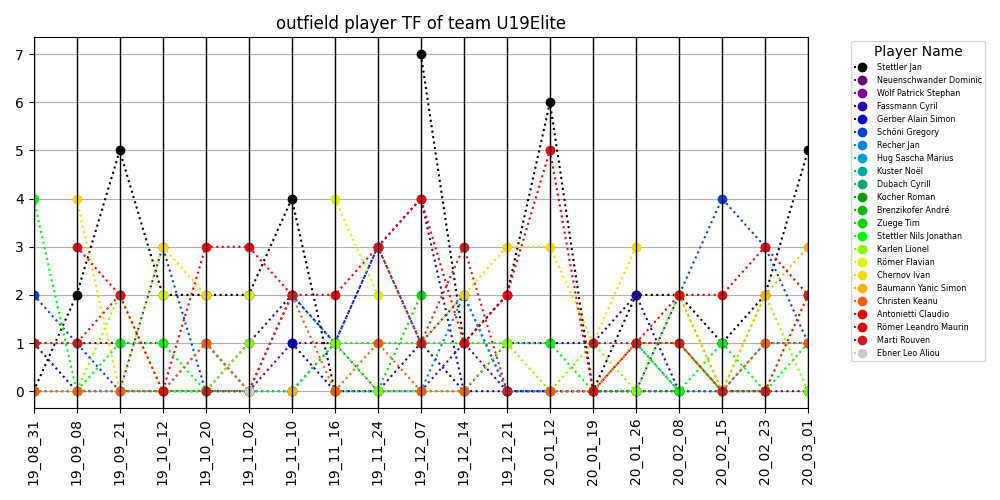 outfield player TF of team U19Elite
7
6
5
4
3
2
1
0
19_08_31
19_09_08
19_09_21
19_10_12
19_10_20
19_11_02
19_11_10
19_11_16
19_11_24
19_12_07
19_12_14
19_12_21
20_01_12
20_01_19
20_01_26
20_02_08
20_02_15
20_02_23
20_03_01
Player Name
Stettler Jan
Neuenschwander Dominic
Wolf Patrick Stephan
Fassmann Cyril
Gerber Alain Simon
Schöni Gregory
Recher Jan
Hug Sascha Marius
Kuster Noël
Dubach Cyrill
Kocher Roman
Brenzikofer André
Zuege Tim
Stettler Nils Jonathan
Karlen Lionel
Römer Flavian
Chernov Ivan
Baumann Yanic Simon
Christen Keanu
Antonietti Claudio
Römer Leandro Maurin
Marti Rouven
Ebner Leo Aliou